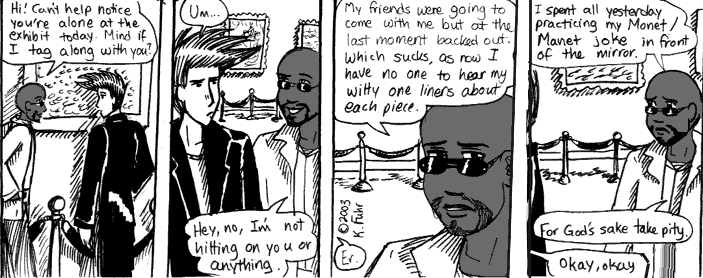 Hi! Can't help notice
you're alone at the
exhibit today. Mind if
I tag along with you?
Um...
Hey, no, I'm not
hitting on you or
anything.
My friends were going to
come with me but at the
last moment backed out.
Which sucks, as now I
have no one to hear my
witty one liners about
each piece.
Er.
©2003
K. Fuhr
I spent all yesterday
practicing my Monet/
Manet joke in front
of the mirror.
For God's sake take pity.
Okay, okay